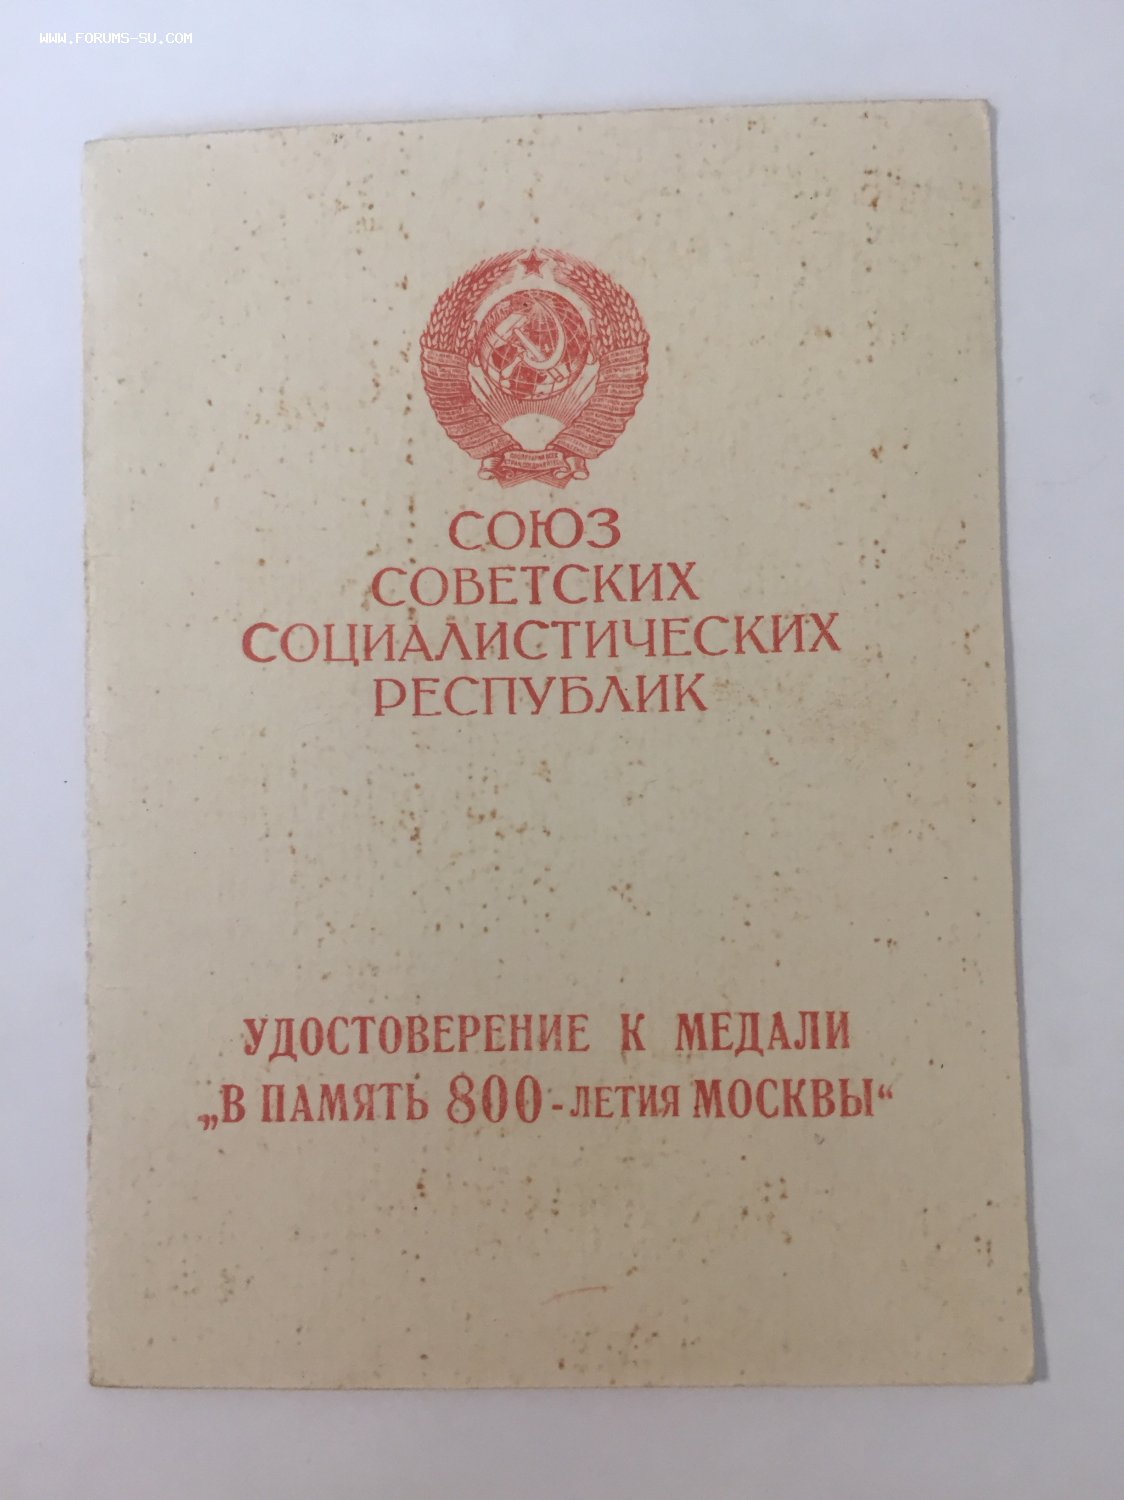 WWW.FORUMS-SU.COM
СОЮЗ
СОВЕТСКИХ
СОЦИАЛИСТИЧЕСКИХ
РЕСПУБЛИК
УДОСТОВЕРЕНИЕ К МЕДАЛИ
„В ПАМЯТЬ 800-ЛЕТИЯ МОСКВЫ“